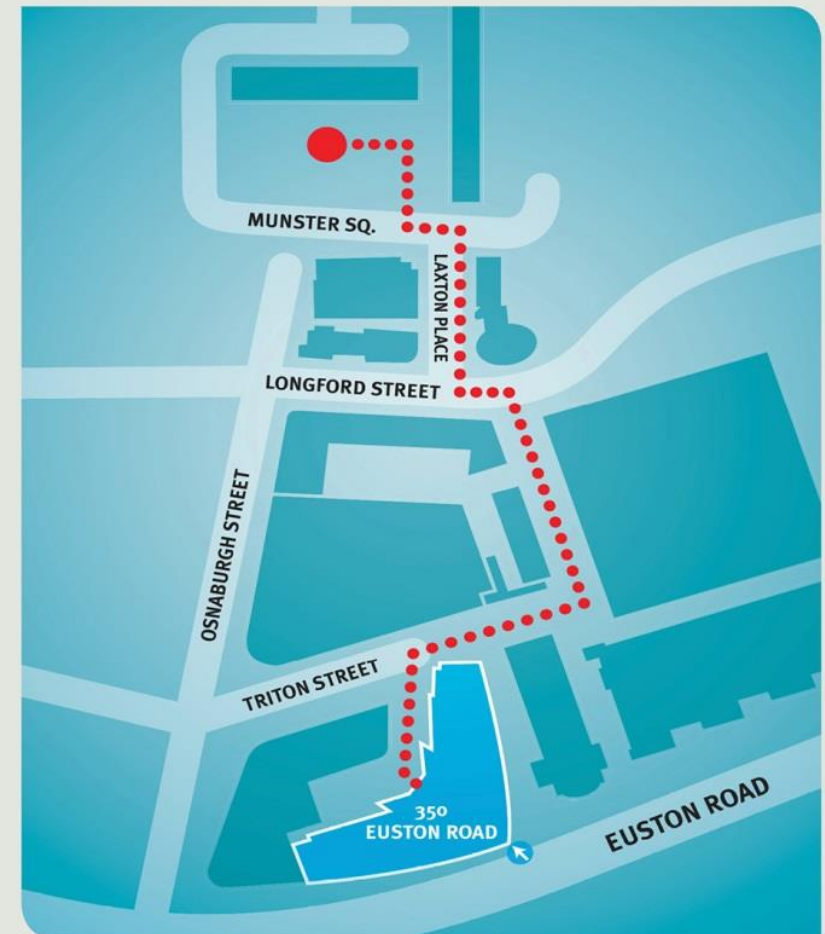 MUNSTER SQ.
LAXTON PLACE
LONGFORD STREET
OSNABURGH STREET
TRITON STREET
350
EUSTON ROAD
EUSTON ROAD